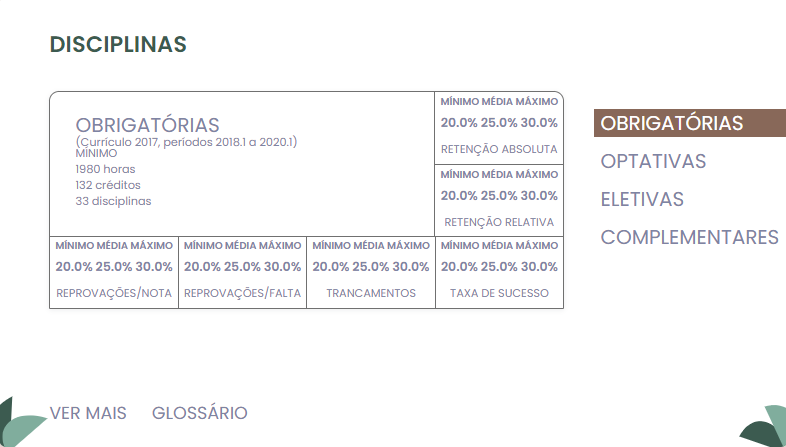 DISCIPLINAS
OBRIGATÓRIAS
(Currículo 2017, períodos 2018.1 a 2020.1)
MÍNIMO
1980 horas
132 créditos
33 disciplinas
MÍNIMO MÉDIA MÁXIMO
20.0% 25.0% 30.0%
RETENÇÃO ABSOLUTA
MÍNIMO MÉDIA MÁXIMO
20.0% 25.0% 30.0%
RETENÇÃO RELATIVA
MÍNIMO MÉDIA MÁXIMO
20.0% 25.0% 30.0%
REPROVAÇÕES/NOTA
MÍNIMO MÉDIA MÁXIMO
20.0% 25.0% 30.0%
REPROVAÇÕES/FALTA
MÍNIMO MÉDIA MÁXIMO
20.0% 25.0% 30.0%
TRANCAMENTOS
MÍNIMO MÉDIA MÁXIMO
20.0% 25.0% 30.0%
TAXA DE SUCESSO
OBRIGATÓRIAS
OPTATIVAS
ELETIVAS
COMPLEMENTARES
VER MAIS
GLOSSÁRIO